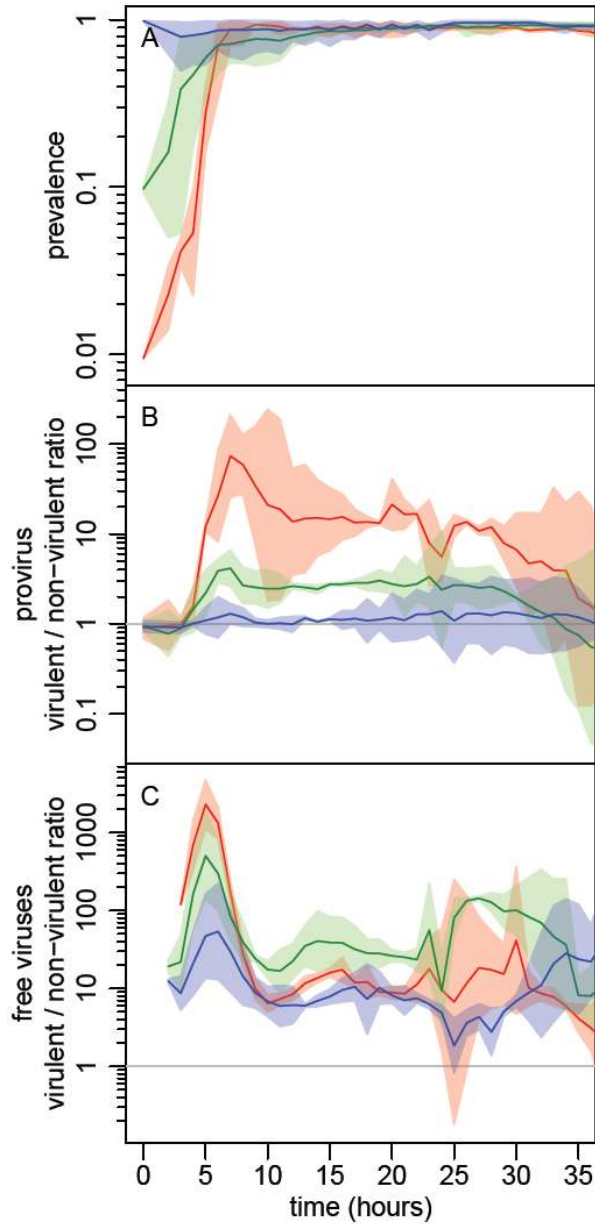 A
1
0.1
0.01
prevalence
B
100
10
1
0.1
provirus
virulent / non−virulent ratio
C
1000
100
10
1
free viruses
virulent / non−virulent ratio
0 5 10 15 20 25 30 35
time (hours)